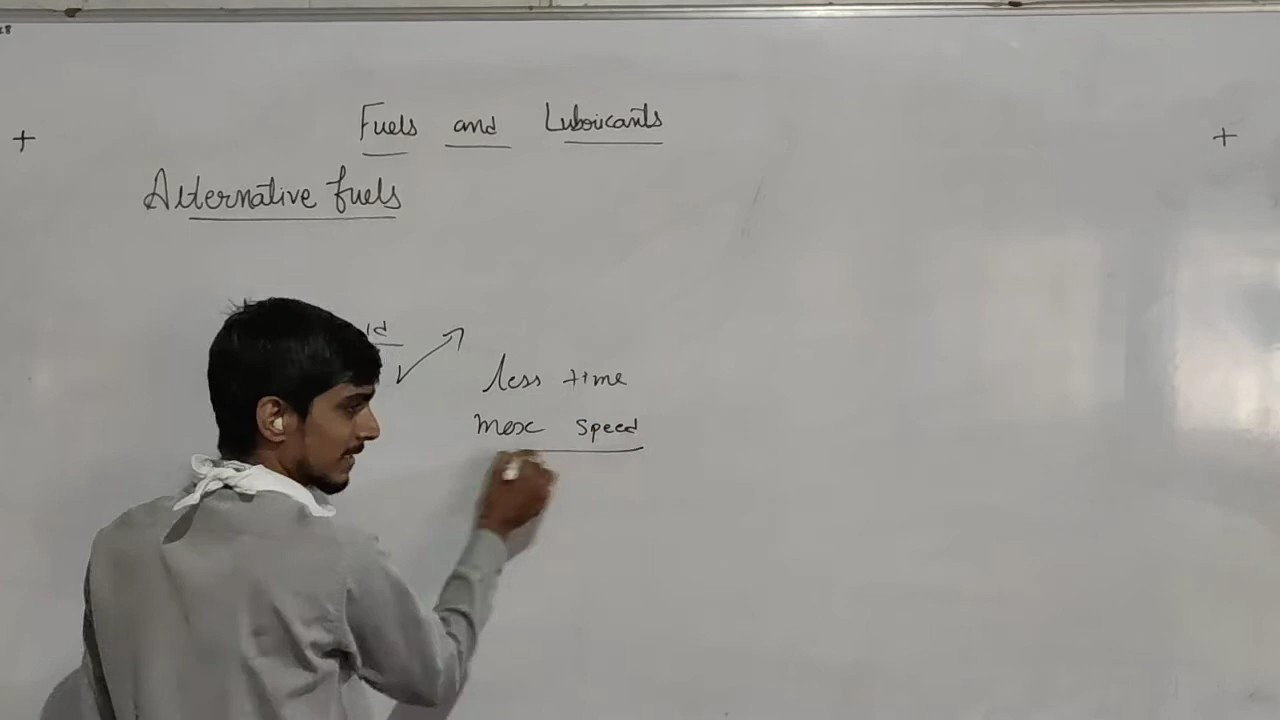 Fuels and Lubricants
Alternative fuels
less time
Max speed